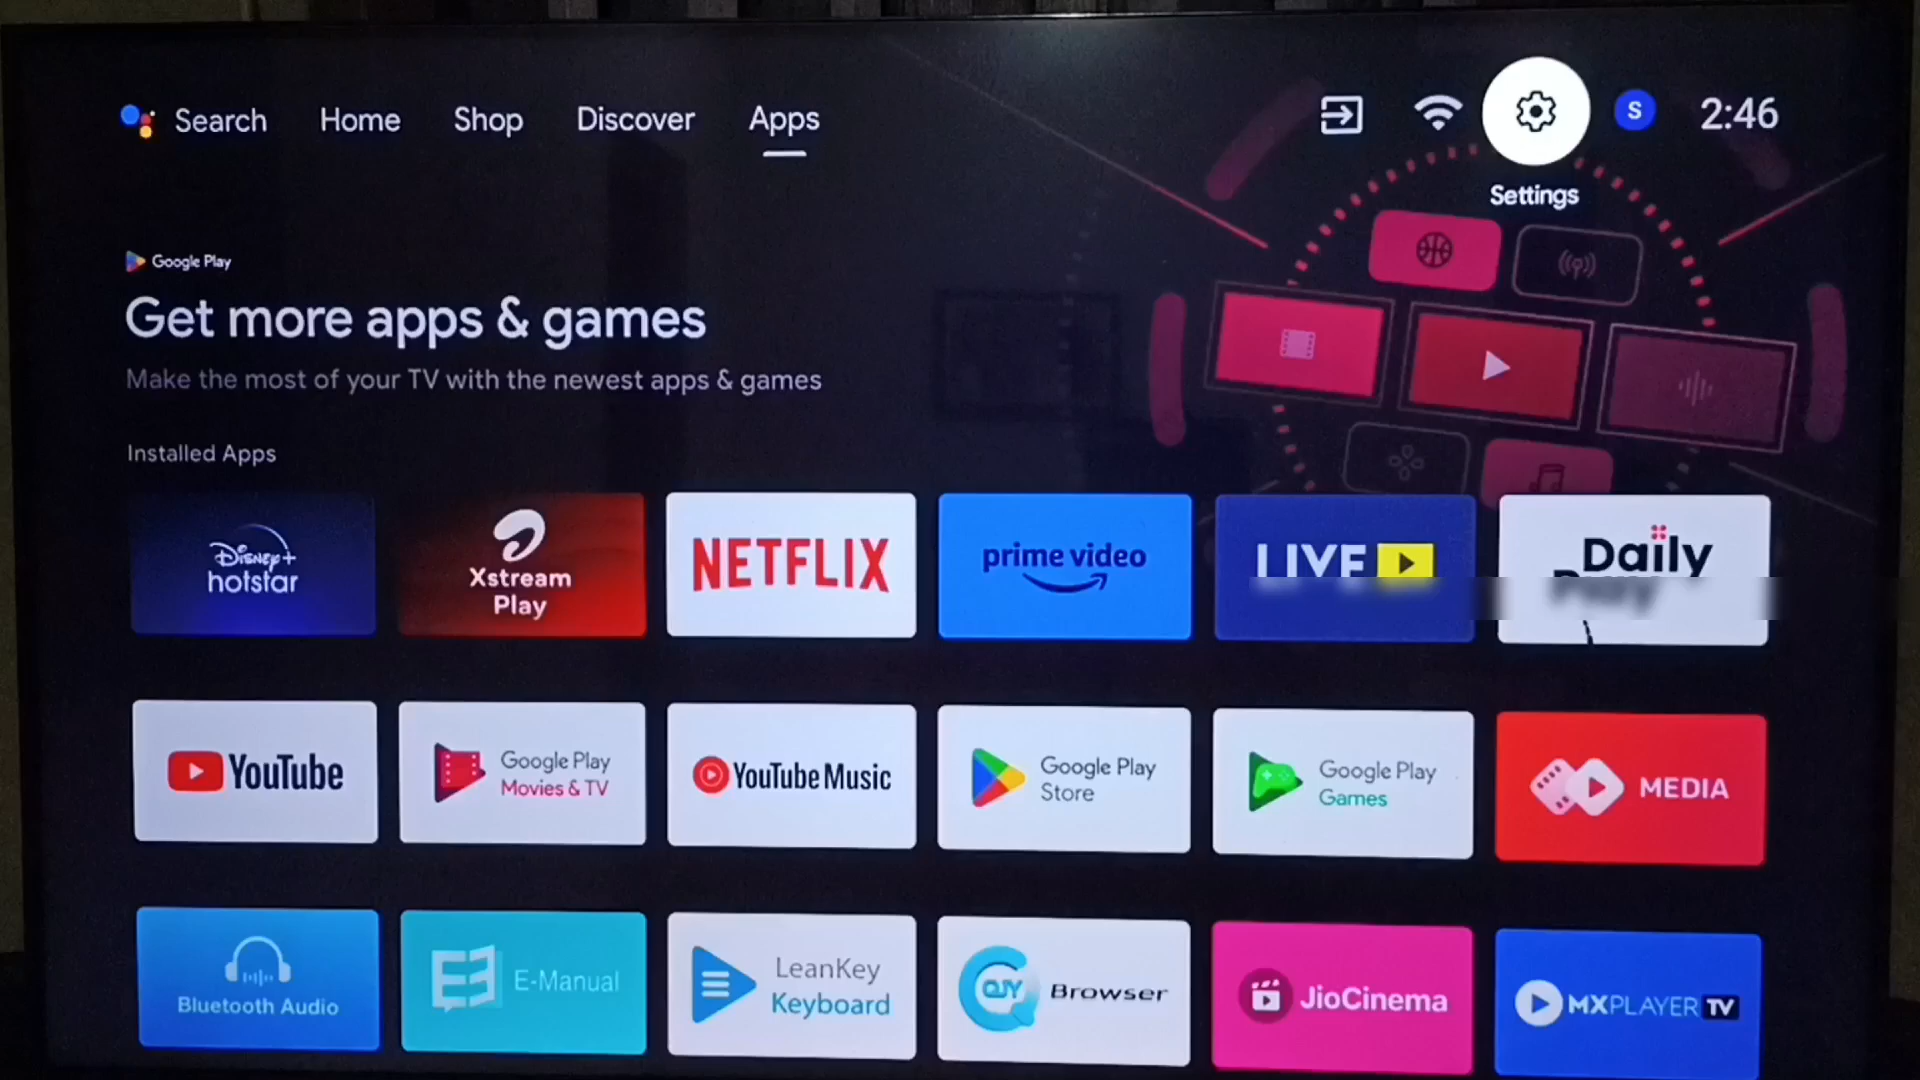 Search Home Shop Discover Apps S 2:46
Settings
Google Play
Get more apps & games
Make the most of your TV with the newest apps & games
Installed Apps
Disney+
hotstar
Xstream
Play
NETFLIX
prime video
LIVE
Daily
YouTube
Google Play
Movies & TV
YouTube Music
Google Play
Store
Google Play
Games
MEDIA
Bluetooth Audio
E-Manual
LeanKey
Keyboard
Browser
JioCinema
MXPLAYER TV